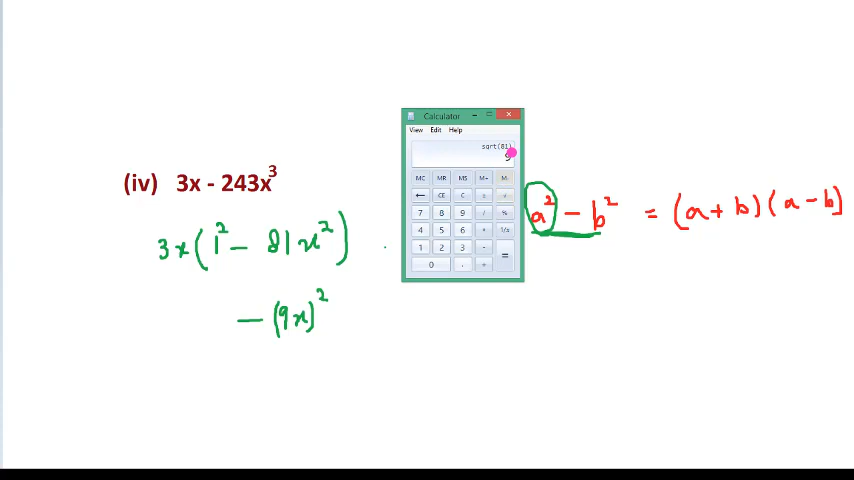 Calculator
View Edit Help
sqrt(81)
9
MC MR MS M+ M-
← CE C ± √
7 8 9 / %
4 5 6 * 1/x
1 2 3 - =
0 . +
(iv) 3x - 243x³
a² - b² = (a + b)(a - b)
3x(1² - 81x²)
- (9x)²